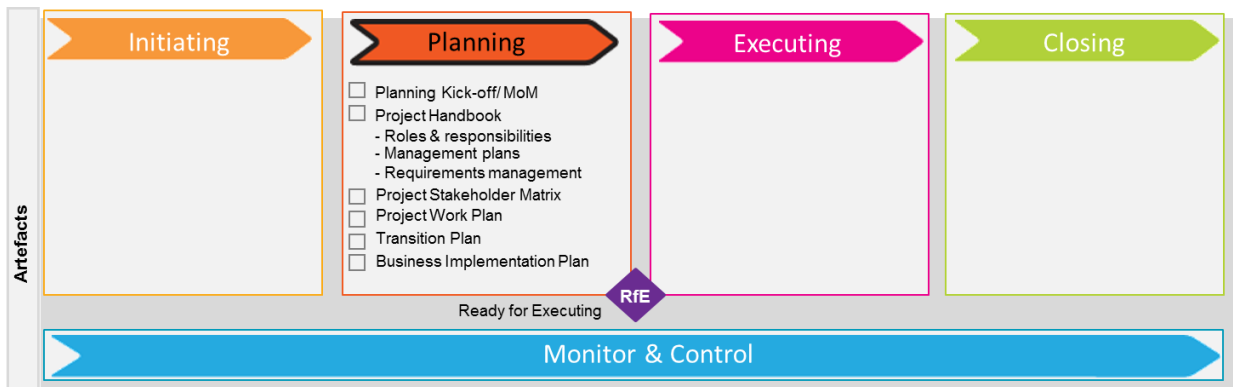 Initiating
Planning
Executing
Closing
Planning Kick-off/ MoM
Project Handbook
- Roles & responsibilities
- Management plans
- Requirements management
Project Stakeholder Matrix
Project Work Plan
Transition Plan
Business Implementation Plan
Artefacts
RfE
Ready for Executing
Monitor & Control